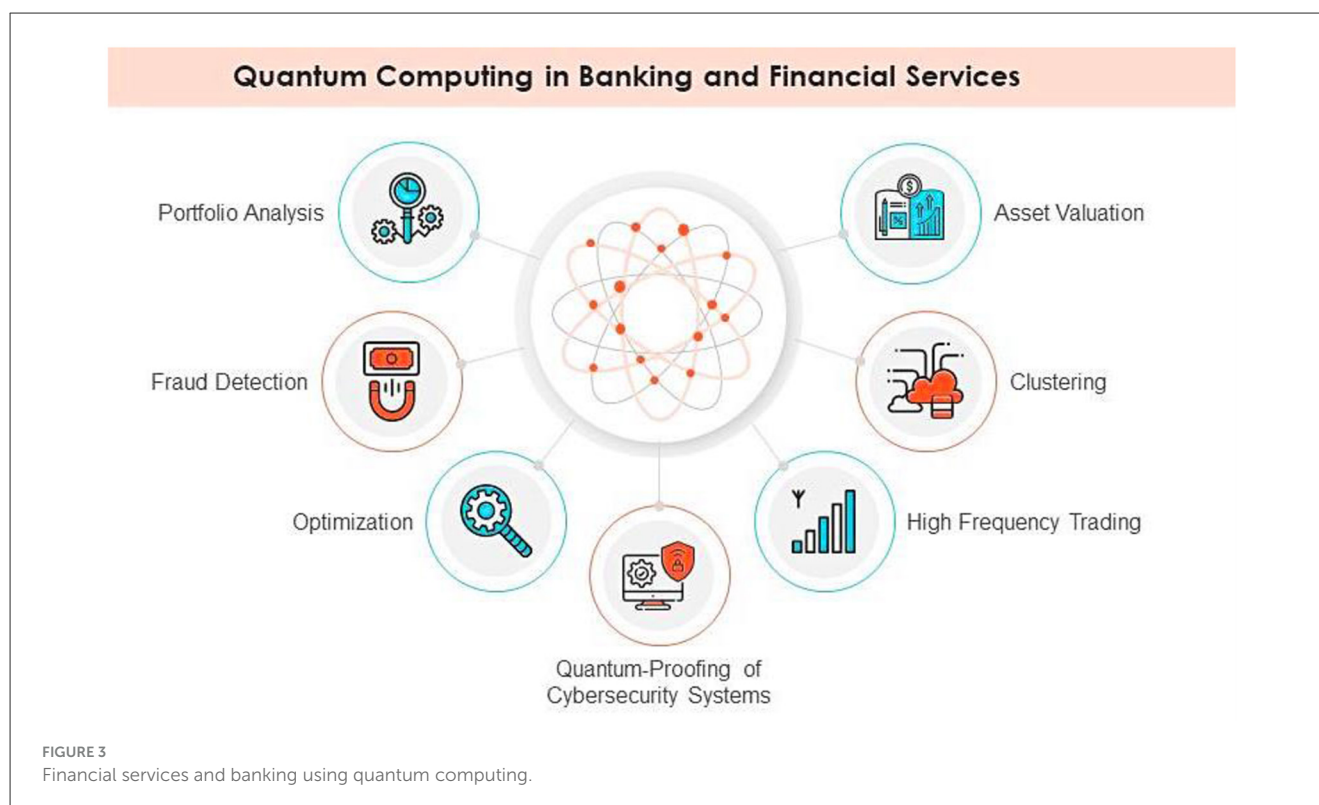 Quantum Computing in Banking and Financial Services
Portfolio Analysis
Asset Valuation
Fraud Detection
Clustering
Optimization
High Frequency Trading
Quantum-Proofing of
Cybersecurity Systems
FIGURE 3
Financial services and banking using quantum computing.